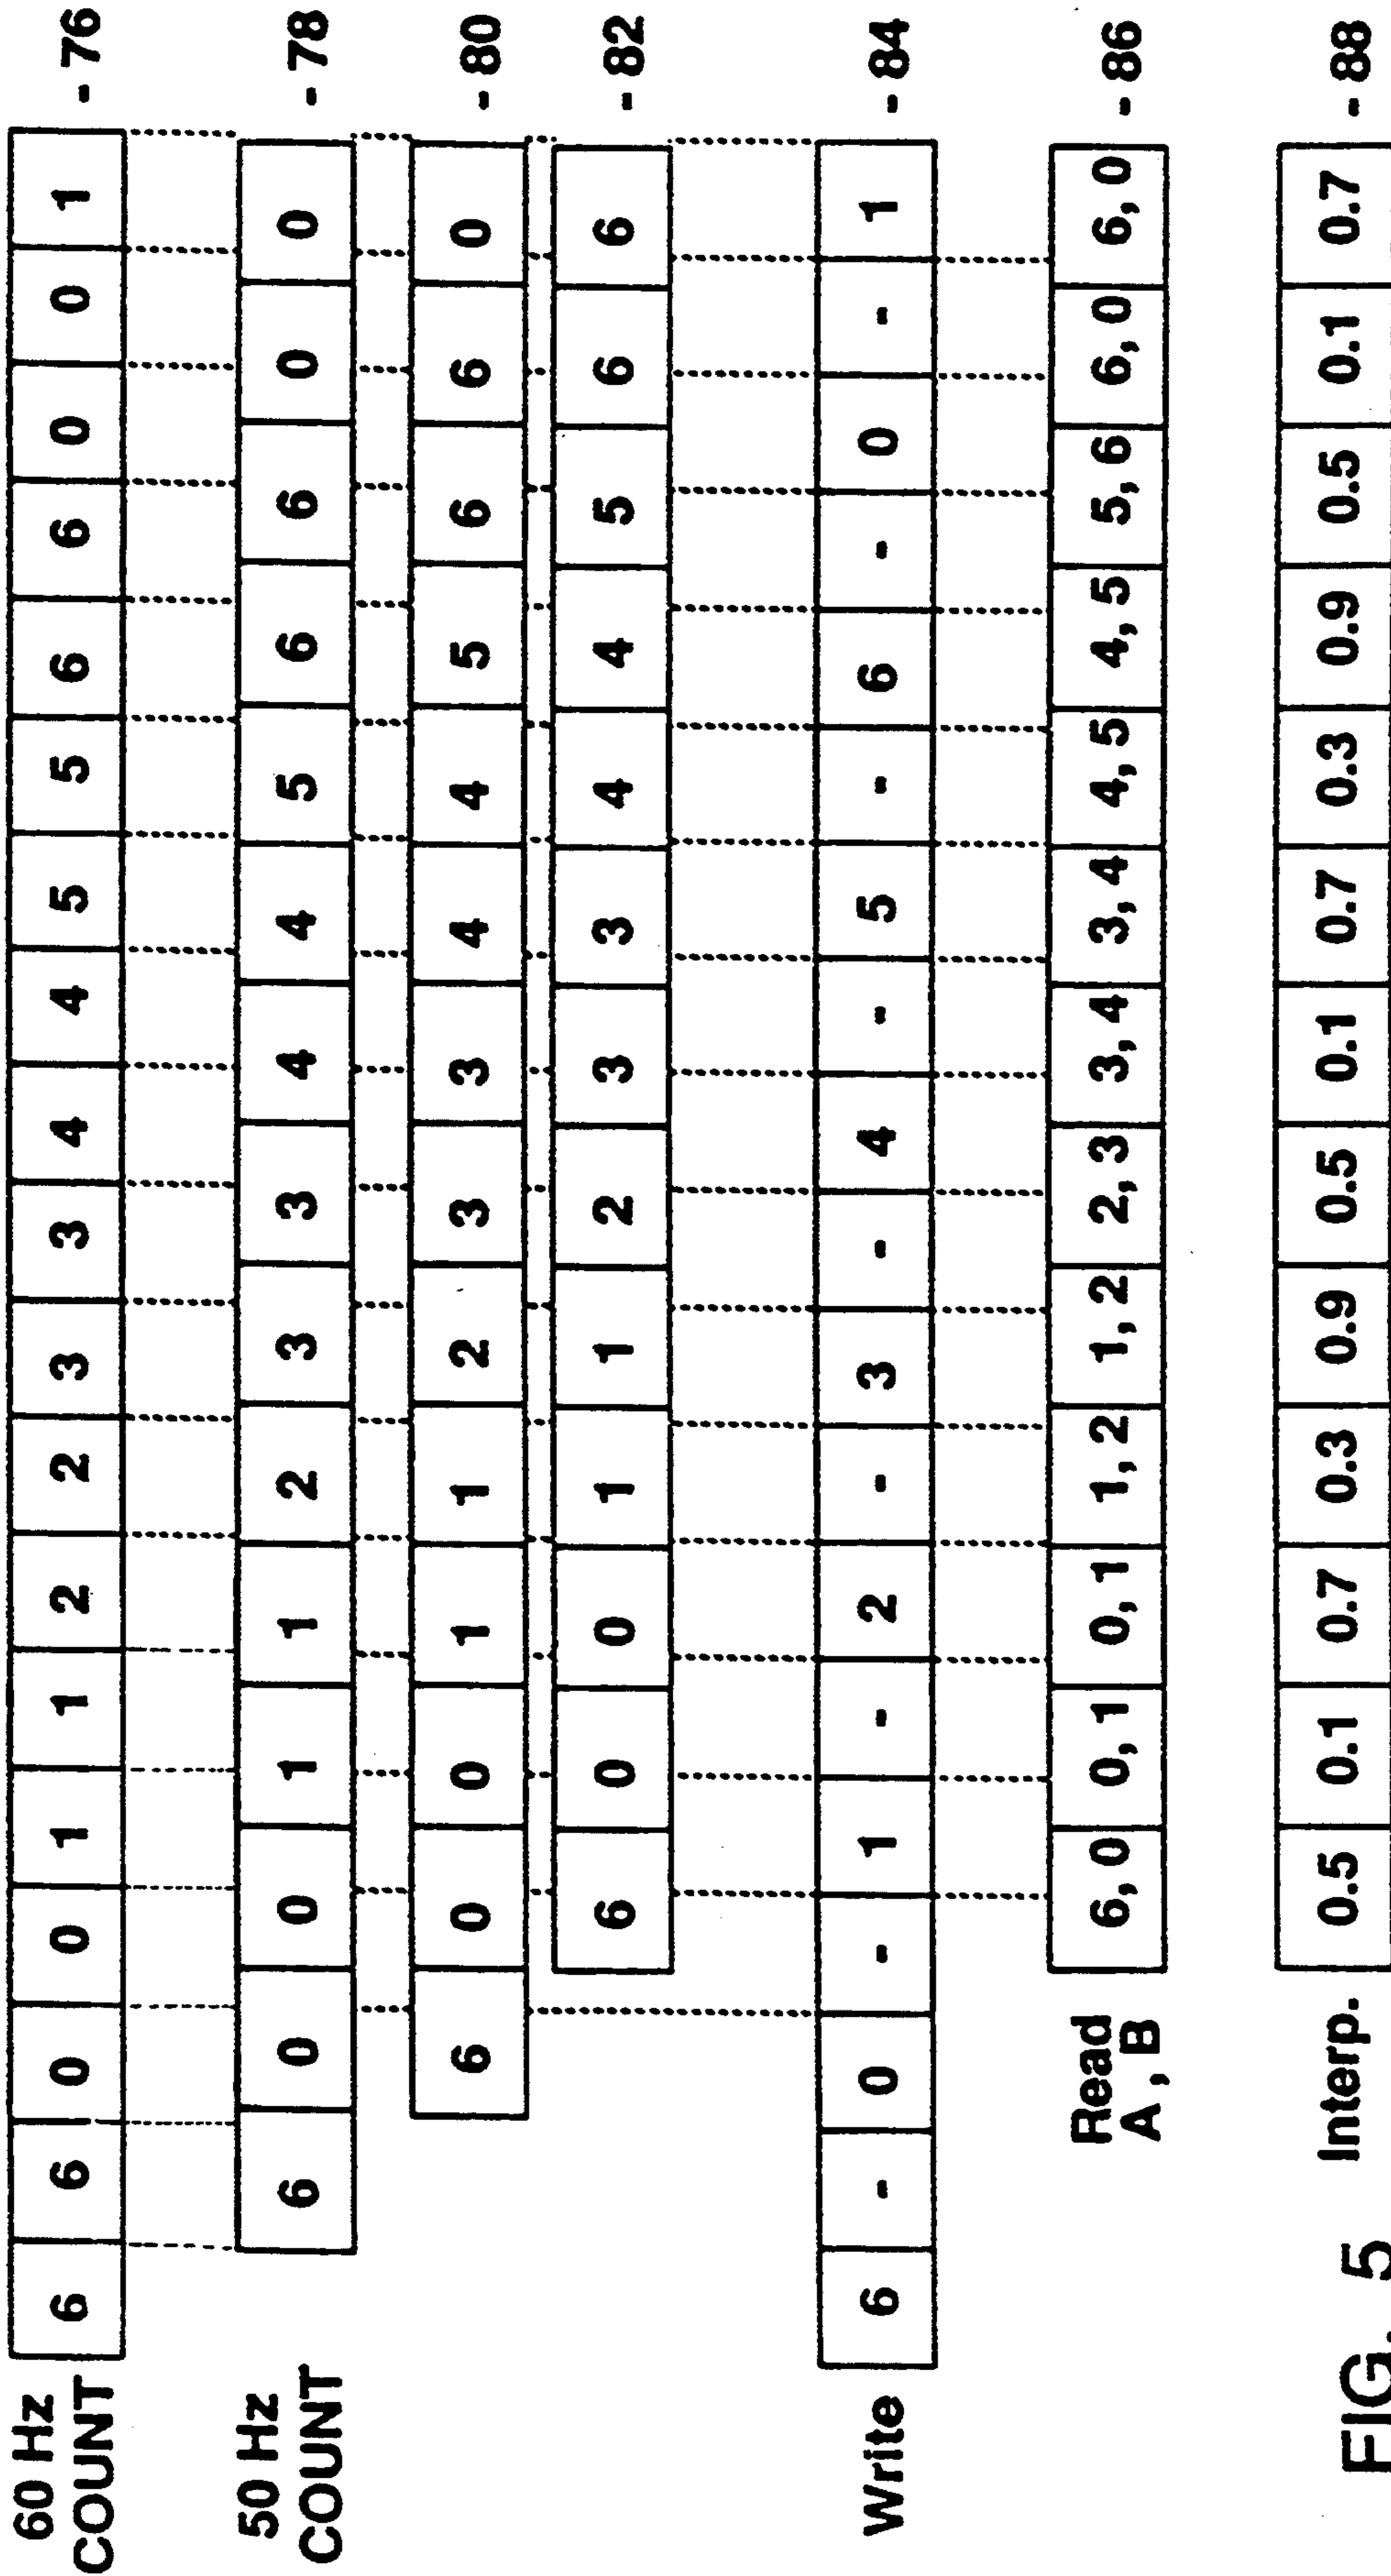 60 Hz
COUNT 6 6 0 0 1 1 2 2 3 3 4 4 5 5 6 6 0 0 1 - 76
50 Hz
COUNT 6 0 0 1 1 2 3 3 4 4 5 6 6 0 0 - 78
6 0 0 1 1 2 3 3 4 4 5 6 6 0 - 80
6 0 0 1 1 2 3 3 4 4 5 6 6 - 82
Write 6 - 0 - 1 - 2 - 3 - 4 - 5 - 6 - 0 - 1 - 84
Read
A, B 6, 0 0, 1 0, 1 1, 2 1, 2 2, 3 3, 4 3, 4 4, 5 4, 5 5, 6 6, 0 6, 0 - 86
Interp. 0.5 0.1 0.7 0.3 0.9 0.5 0.1 0.7 0.3 0.9 0.5 0.1 0.7 - 88
FIG. 5